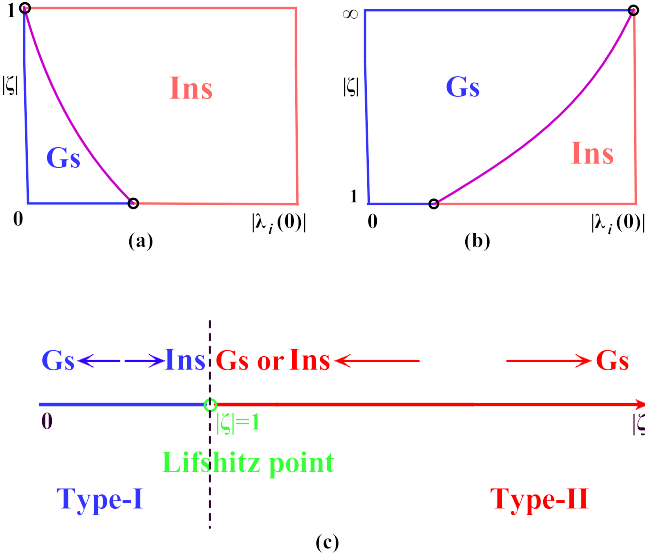 1
|ζ|
Ins
Gs
0
|λi(0)|
(a)
∞
|ζ|
Gs
Ins
1
0
|λi(0)|
(b)
Gs Ins Gs or Ins Gs
0 |ζ|=1 |ζ|
Lifshitz point
Type-I Type-II
(c)